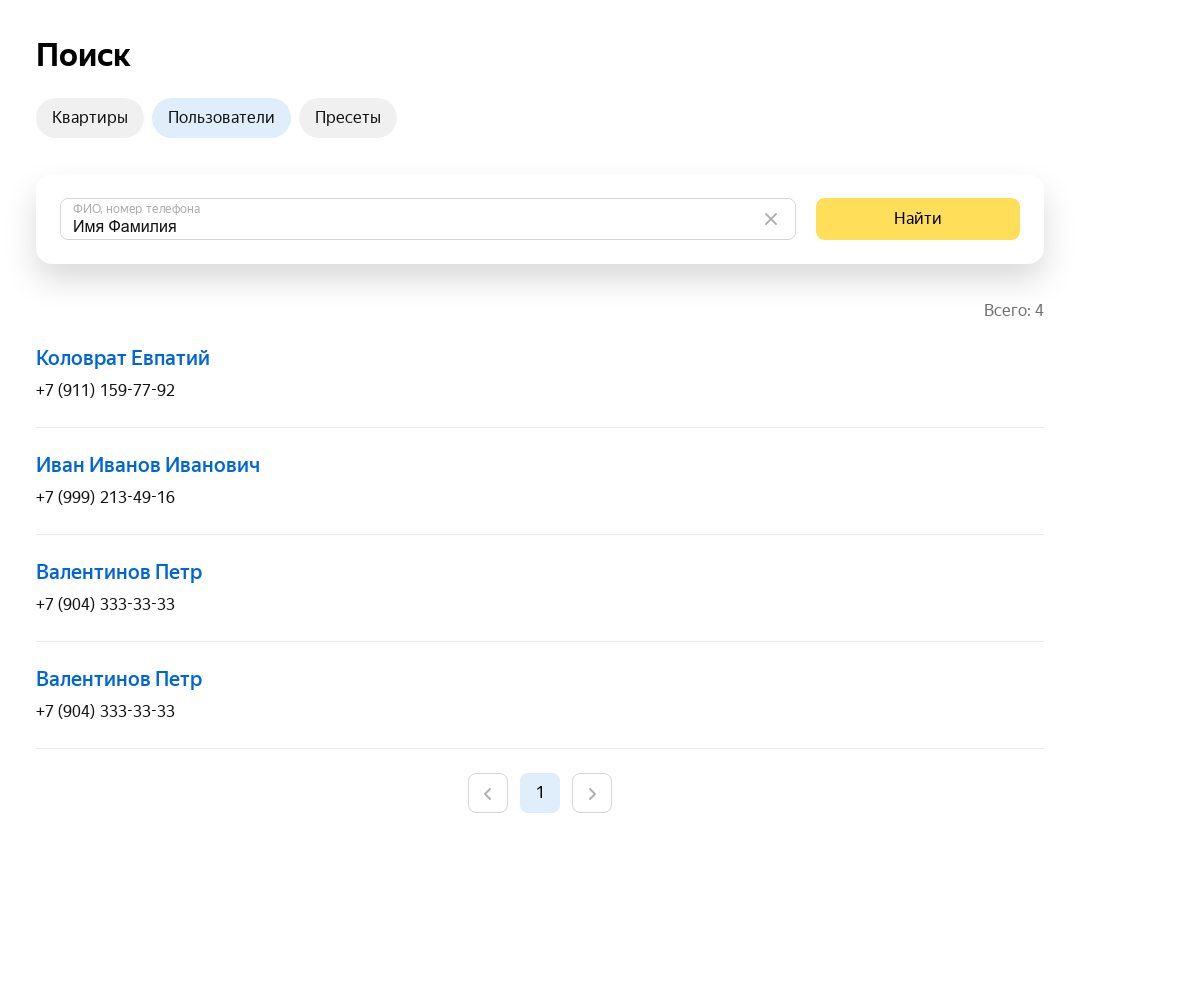 Поиск
Квартиры Пользователи Пресеты
ФИО, номер телефона
Имя Фамилия
Найти
Всего: 4
Коловрат Евпатий
+7 (911) 159-77-92
Иван Иванов Иванович
+7 (999) 213-49-16
Валентинов Петр
+7 (904) 333-33-33
Валентинов Петр
+7 (904) 333-33-33
1